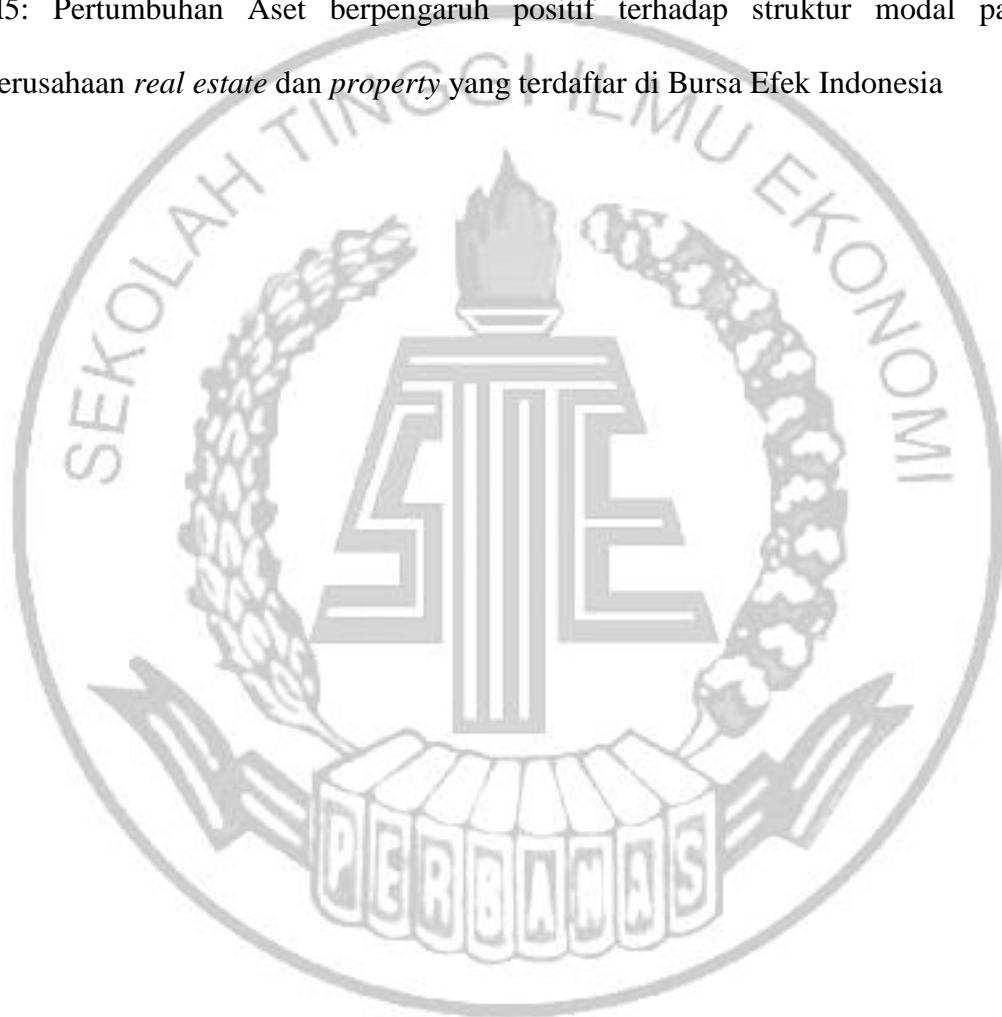 15: Pertumbuhan Aset berpengaruh positif terhadap struktur modal pa
erusahaan real estate dan property yang terdaftar di Bursa Efek Indonesia
SEKOLAH TINGGI ILMU EKONOMI
STIE
PERBANAS